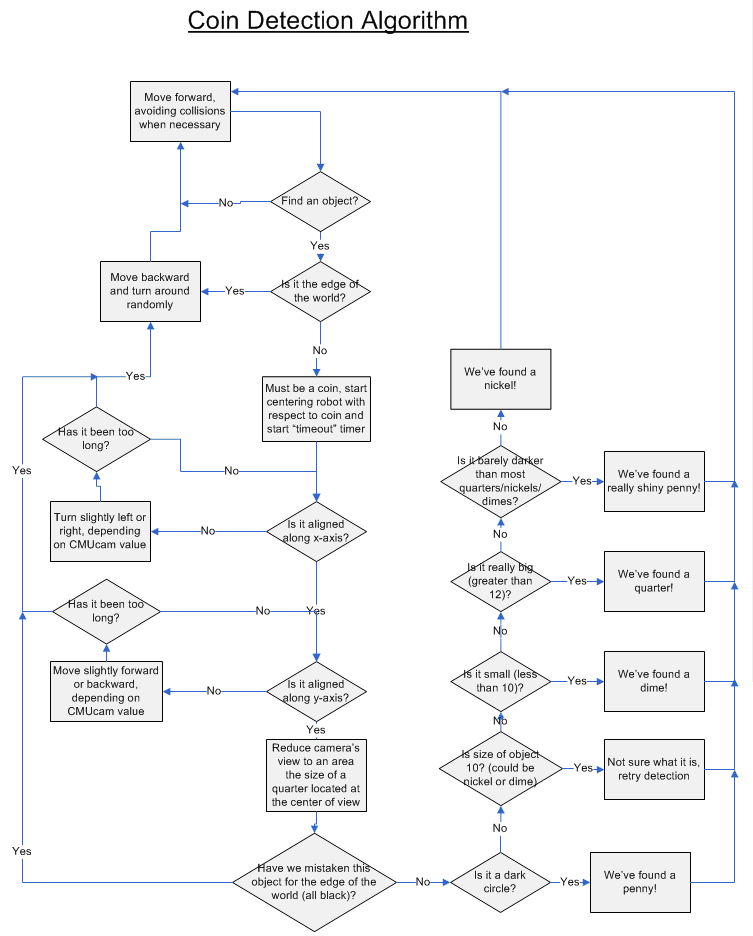 Coin Detection Algorithm
Move forward,
avoiding collisions
when necessary
Find an object?
No
Yes
Move backward
and turn around
randomly
Yes
Is it the edge of
the world?
No
Yes
Must be a coin, start
centering robot with
respect to coin and
start “timeout” timer
Has it been too
long?
No
Yes
Turn slightly left or
right, depending
on CMUcam value
No
Is it aligned
along x-axis?
Has it been too
long?
No
Yes
Move slightly forward
or backward,
depending on
CMUcam value
No
Is it aligned
along y-axis?
Yes
Reduce camera’s
view to an area
the size of a
quarter located at
the center of view
Yes
Have we mistaken this
object for the edge of the
world (all black)?
No
We’ve found a
nickel!
No
Is it barely darker
than most
quarters/nickels/
dimes?
Yes
We’ve found a
really shiny penny!
No
Is it really big
(greater than
12)?
Yes
We’ve found a
quarter!
No
Is it small (less
than 10)?
Yes
We’ve found a
dime!
No
Is size of object
10? (could be
nickel or dime)
Yes
Not sure what it is,
retry detection
No
Is it a dark
circle?
Yes
We’ve found a
penny!